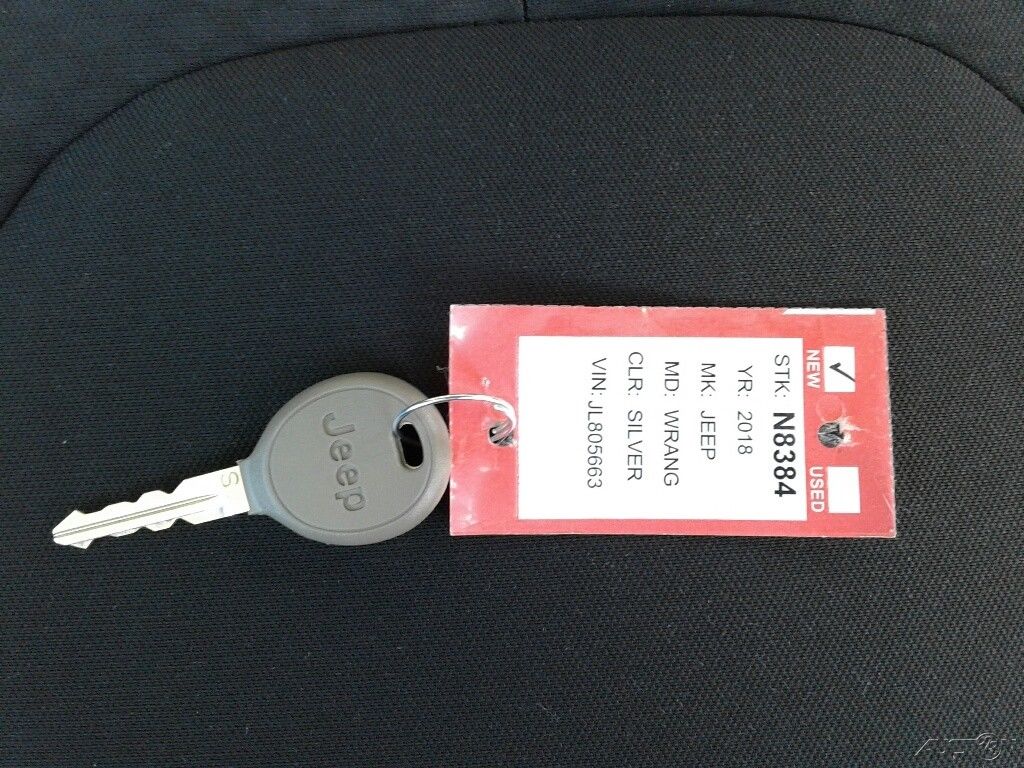 NEW USED
STK: N8384
YR: 2018
MK: JEEP
MD: WRANG
CLR: SILVER
VIN: JL805663
Jeep
S